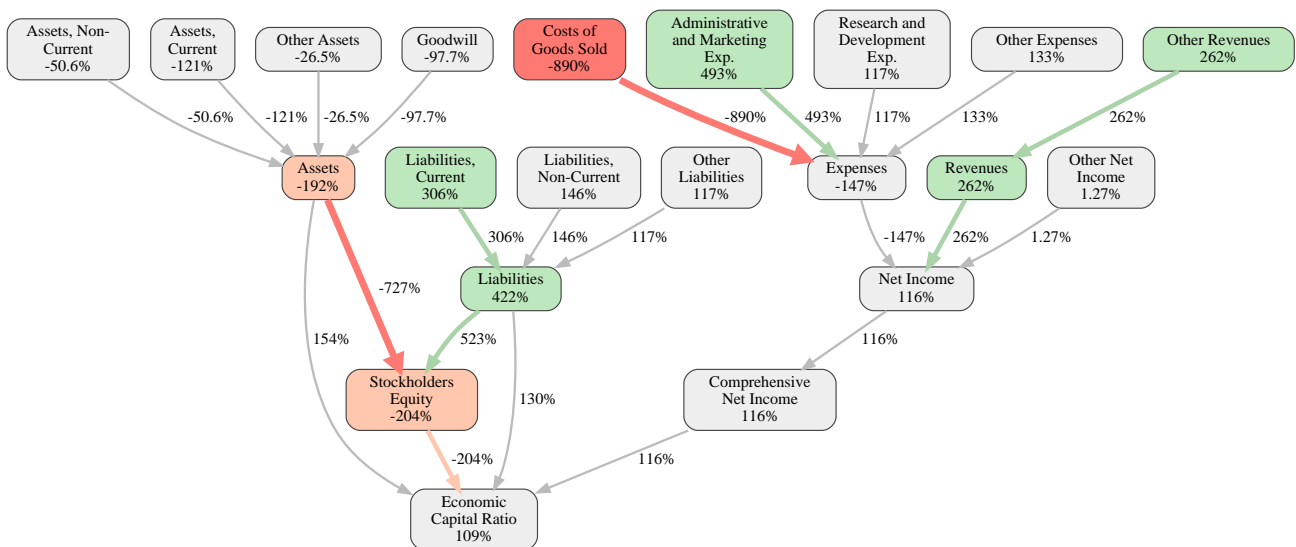 Assets, Non-
Current
-50.6%
Assets,
Current
-121%
Other Assets
-26.5%
Goodwill
-97.7%
Costs of
Goods Sold
-890%
Administrative
and Marketing
Exp.
493%
Research and
Development
Exp.
117%
Other Expenses
133%
Other Revenues
262%
-50.6%
-121%
-26.5%
-97.7%
-890%
493%
117%
133%
262%
Assets
-192%
Liabilities,
Current
306%
Liabilities,
Non-Current
146%
Other
Liabilities
117%
Expenses
-147%
Revenues
262%
Other Net
Income
1.27%
306%
146%
117%
-147%
262%
1.27%
-727%
Liabilities
422%
Net Income
116%
154%
523%
130%
116%
Stockholders
Equity
-204%
Comprehensive
Net Income
116%
-204%
116%
Economic
Capital Ratio
109%